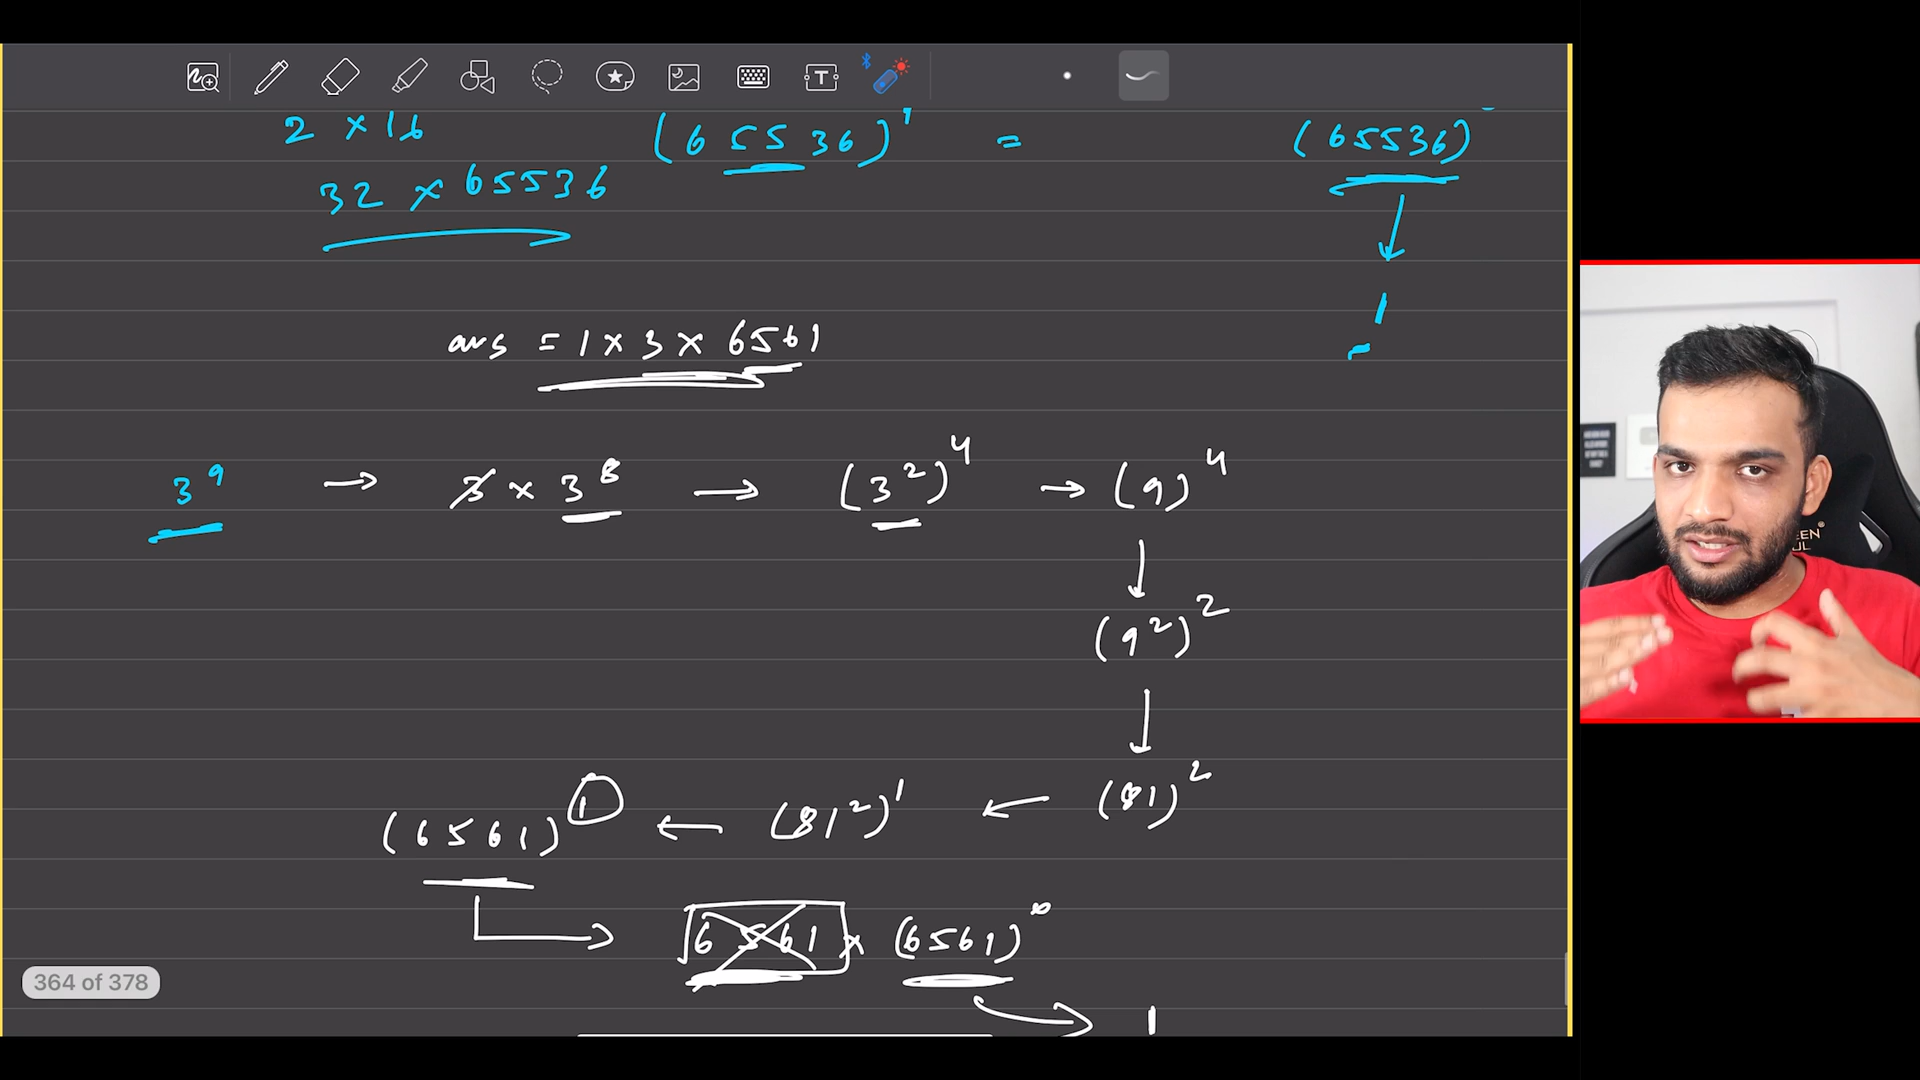 2 × 16 (65536)¹ = (65536)
32 × 65536
1
ans = 1 × 3 × 6561
3⁹ → 3 × 3⁸ → (3²)⁴ → (9)⁴
(9²)²
(6561)¹ ← (81²)¹ ← (81)²
6561 × (6561)⁰
1
364 of 378